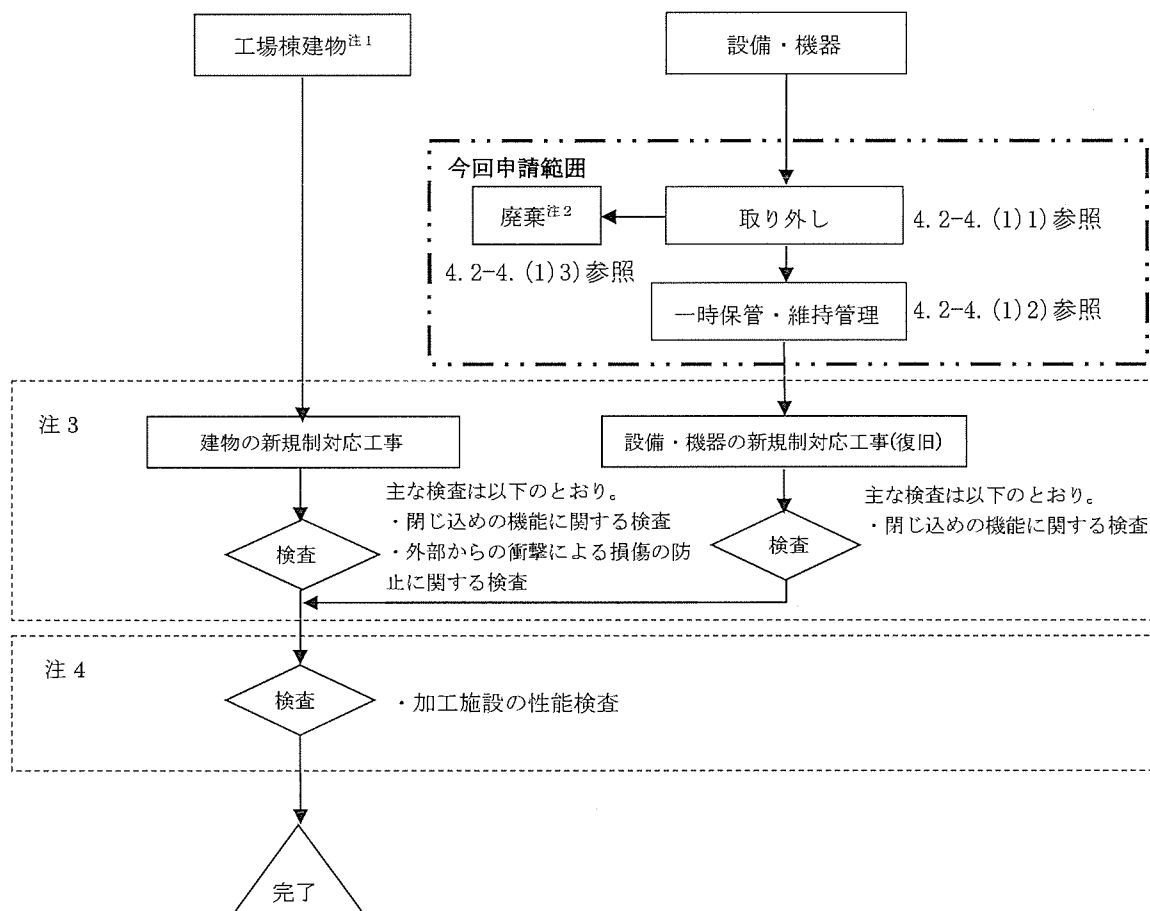 工場棟建物注1
設備・機器
今回申請範囲
廃棄注2
取り外し
4.2-4.(1)1)参照
4.2-4.(1)3)参照
一時保管・維持管理
4.2-4.(1)2)参照
注3
建物の新規制対応工事
設備・機器の新規制対応工事(復旧)
主な検査は以下のとおり。
・閉じ込めの機能に関する検査
・外部からの衝撃による損傷の防
止に関する検査
検査
主な検査は以下のとおり。
・閉じ込めの機能に関する検査
検査
注4
検査
・加工施設の性能検査
完了